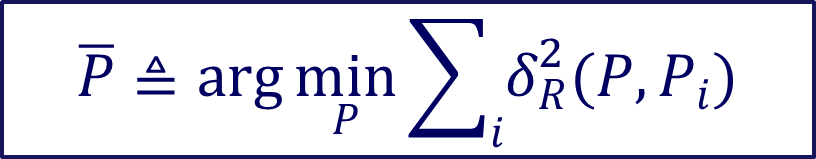 P̅ ≜ arg min_P ∑_i δ_R^2(P, P_i)